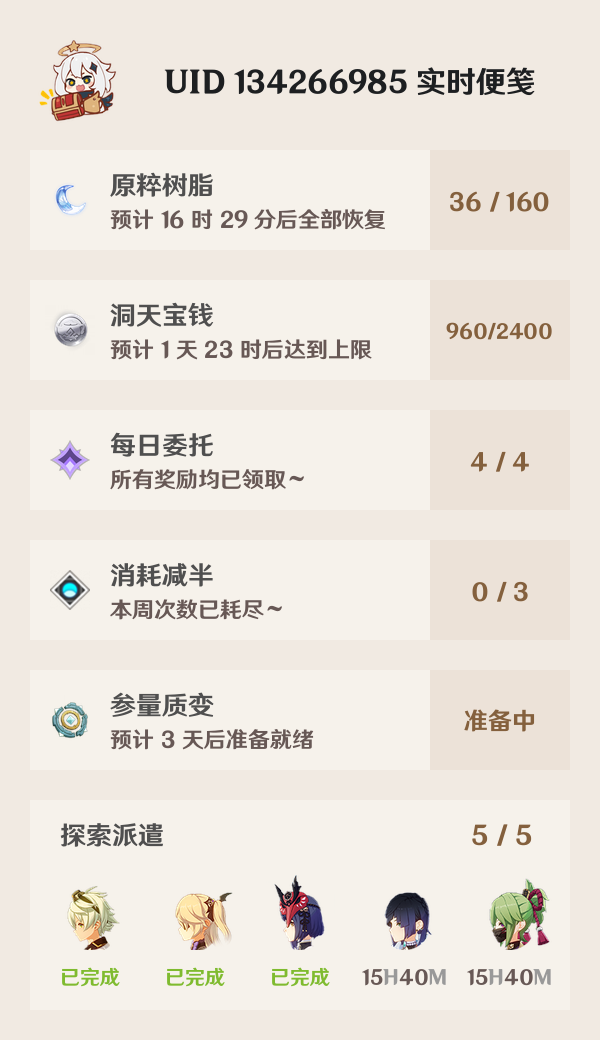 UID 134266985 实时便笺
原粹树脂
预计 16 时 29 分后全部恢复
36 / 160
洞天宝钱
预计 1 天 23 时后达到上限
960/2400
每日委托
所有奖励均已领取~
4 / 4
消耗减半
本周次数已耗尽~
0 / 3
参量质变
预计 3 天后准备就绪
准备中
探索派遣
5 / 5
已完成 已完成 已完成 15H40M 15H40M